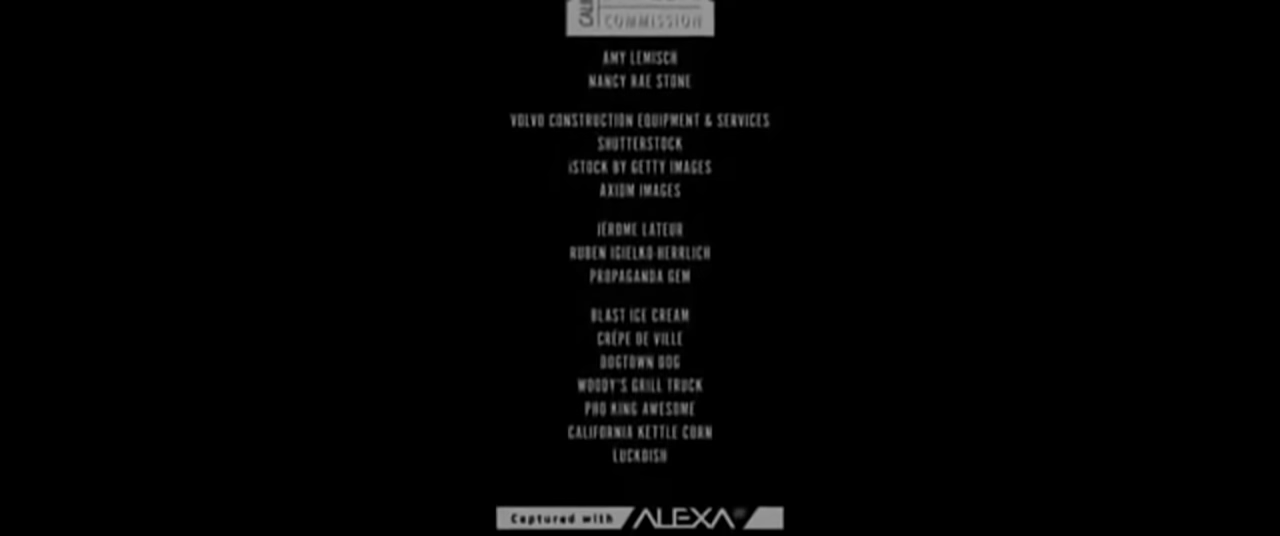 COMMISSION
AMY LEMISCH
NANCY RAE STONE
VOLVO CONSTRUCTION EQUIPMENT & SERVICES
SHUTTERSTOCK
iSTOCK BY GETTY IMAGES
AXIOM IMAGES
JÉROME LATEUR
RUBEN IGIELKO-HERRLICH
PROPAGANDA GEM
BLAST ICE CREAM
CRÊPE DE VILLE
DOGTOWN DOG
WOODY'S GRILL TRUCK
PHO KING AWESOME
CALIFORNIA KETTLE CORN
LUCKDISH
Captured with ALEXA